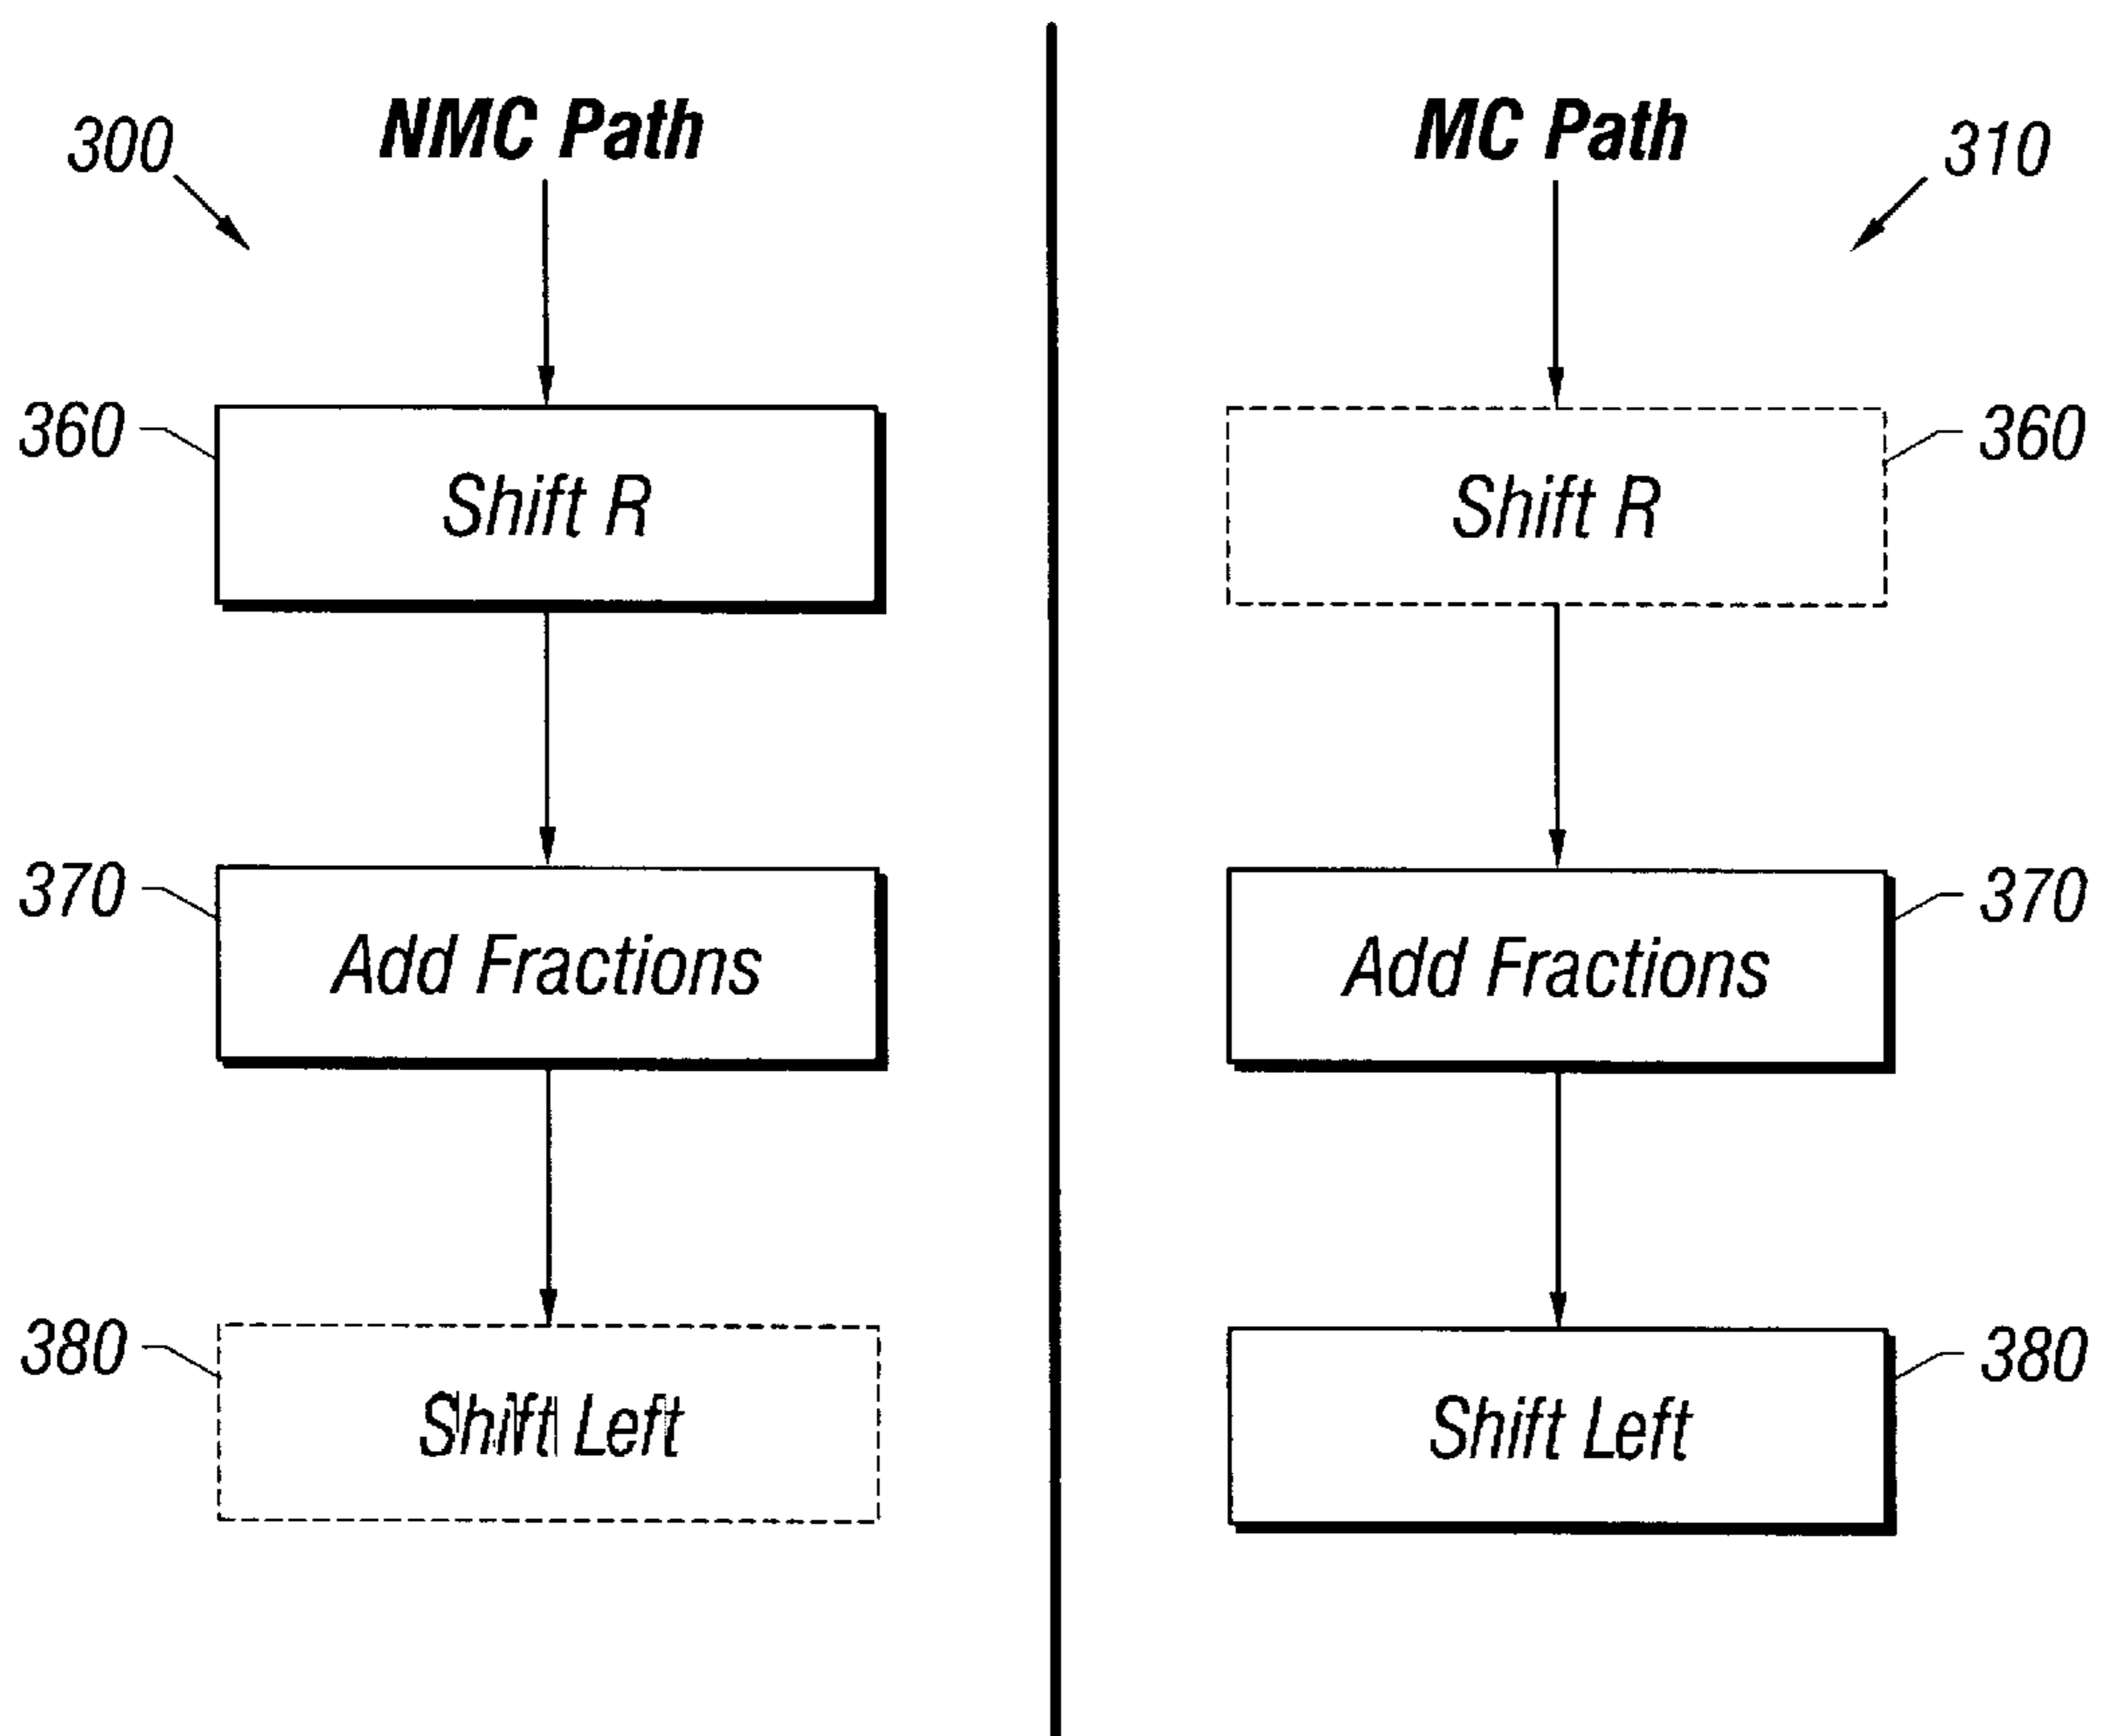 300
NMC Path
360
Shift R
370
Add Fractions
380
Shift Left
MC Path
310
Shift R
360
Add Fractions
370
Shift Left
380